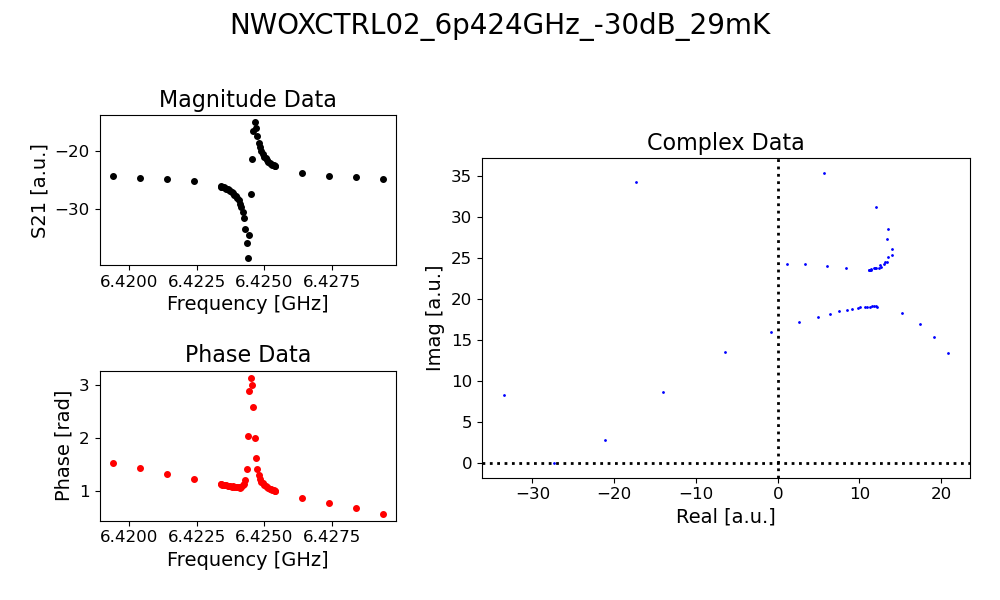 NWOXCTRL02_6p424GHz_-30dB_29mK
Magnitude Data
S21 [a.u.]
−20
−30
6.4200 6.4225 6.4250 6.4275
Frequency [GHz]
Phase Data
Phase [rad]
3
2
1
6.4200 6.4225 6.4250 6.4275
Frequency [GHz]
Complex Data
Imag [a.u.]
35
30
25
20
15
10
5
0
−30 −20 −10 0 10 20
Real [a.u.]